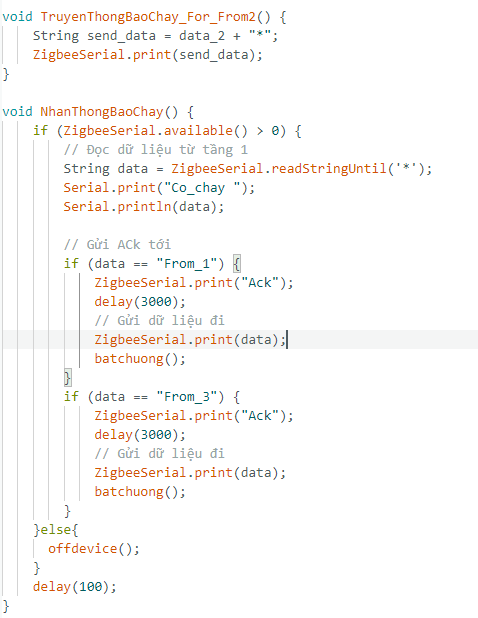 void TruyenThongBaoChay_For_From2() {
    String send_data = data_2 + "*";
    ZigbeeSerial.print(send_data);
}

void NhanThongBaoChay() {
    if (ZigbeeSerial.available() > 0) {
        // Đọc dữ liệu từ tầng 1
        String data = ZigbeeSerial.readStringUntil('*');
        Serial.print("Co_chay ");
        Serial.println(data);

        // Gửi ACk tới
        if (data == "From_1") {
            ZigbeeSerial.print("Ack");
            delay(3000);
            // Gửi dữ liệu đi
            ZigbeeSerial.print(data);
            batchuong();
        }
        if (data == "From_3") {
            ZigbeeSerial.print("Ack");
            delay(3000);
            // Gửi dữ liệu đi
            ZigbeeSerial.print(data);
            batchuong();
        }
    }else{
      offdevice();
    }
    delay(100);
}